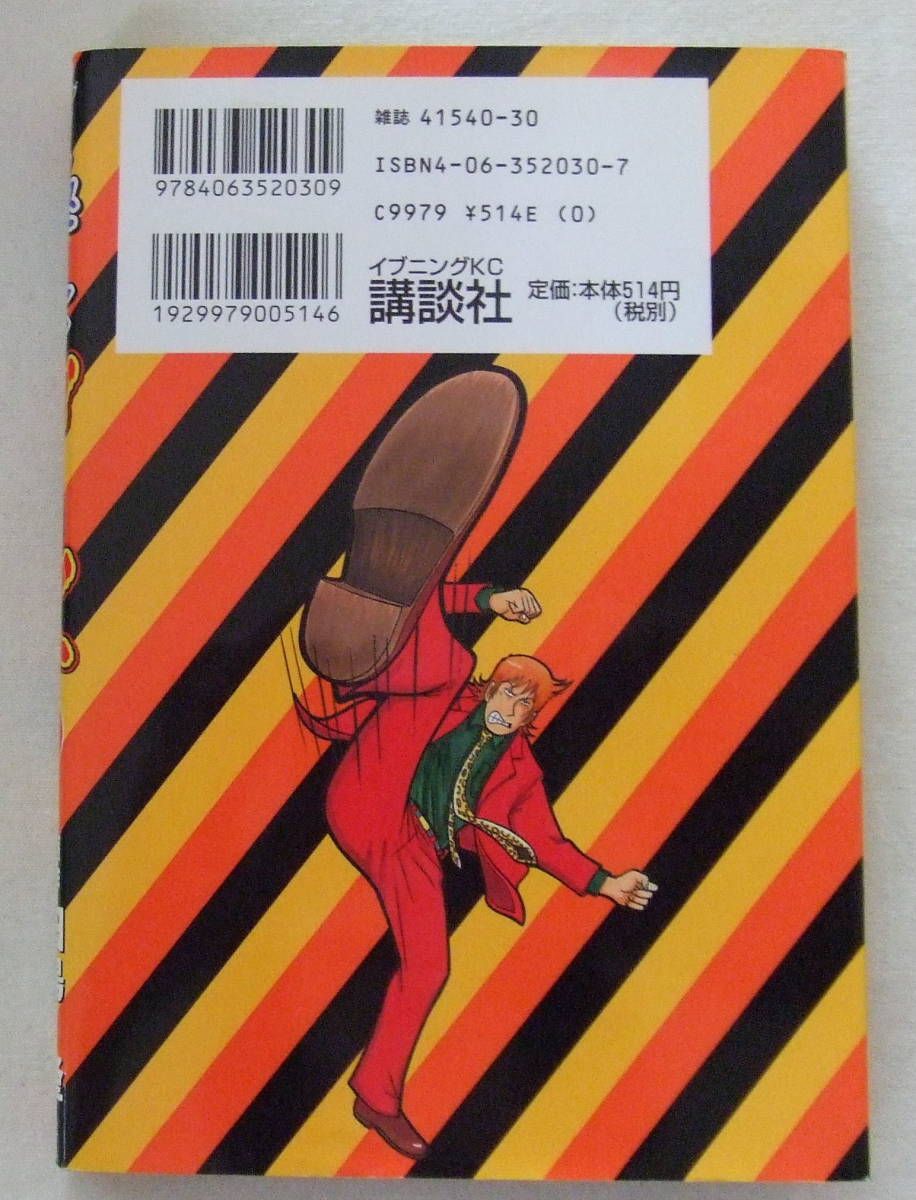 雑誌 41540-30
ISBN4-06-352030-7
9784063520309
C9979 ¥514E (0)
イブニングKC
講談社
定価:本体514円
(税別)
1929979005146